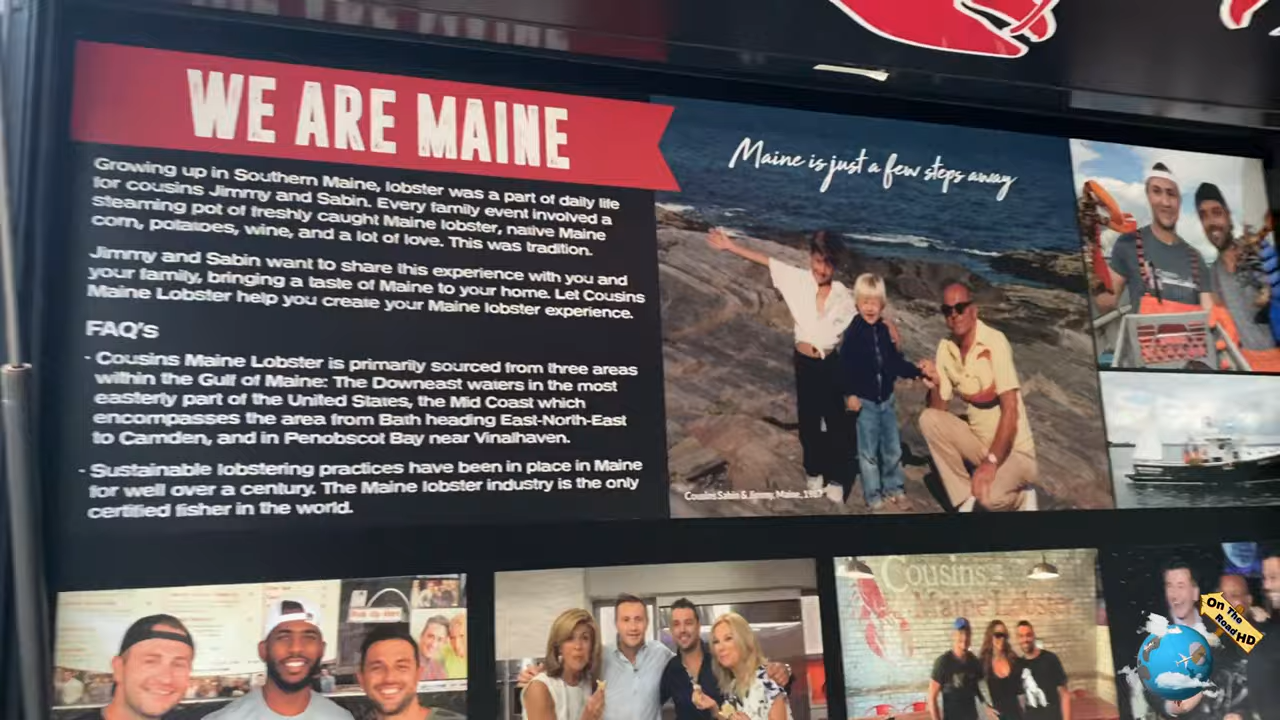 WE ARE MAINE
Growing up in Southern Maine, lobster was a part of daily life
for cousins Jimmy and Sabin. Every family event involved a
steaming pot of freshly caught Maine lobster, native Maine
corn, potatoes, wine, and a lot of love. This was tradition.
Jimmy and Sabin want to share this experience with you and
your family, bringing a taste of Maine to your home. Let Cousins
Maine Lobster help you create your Maine lobster experience.
FAQ's
- Cousins Maine Lobster is primarily sourced from three areas
within the Gulf of Maine: The Downeast waters in the most
easterly part of the United States, the Mid Coast which
encompasses the area from Bath heading East-North-East
to Camden, and in Penobscot Bay near Vinalhaven.
- Sustainable lobstering practices have been in place in Maine
for well over a century. The Maine lobster industry is the only
certified fisher in the world.
Maine is just a few steps away
Cousins Sabin & Jimmy, Maine,
Cousins
Maine Lobster
On The
Road HD